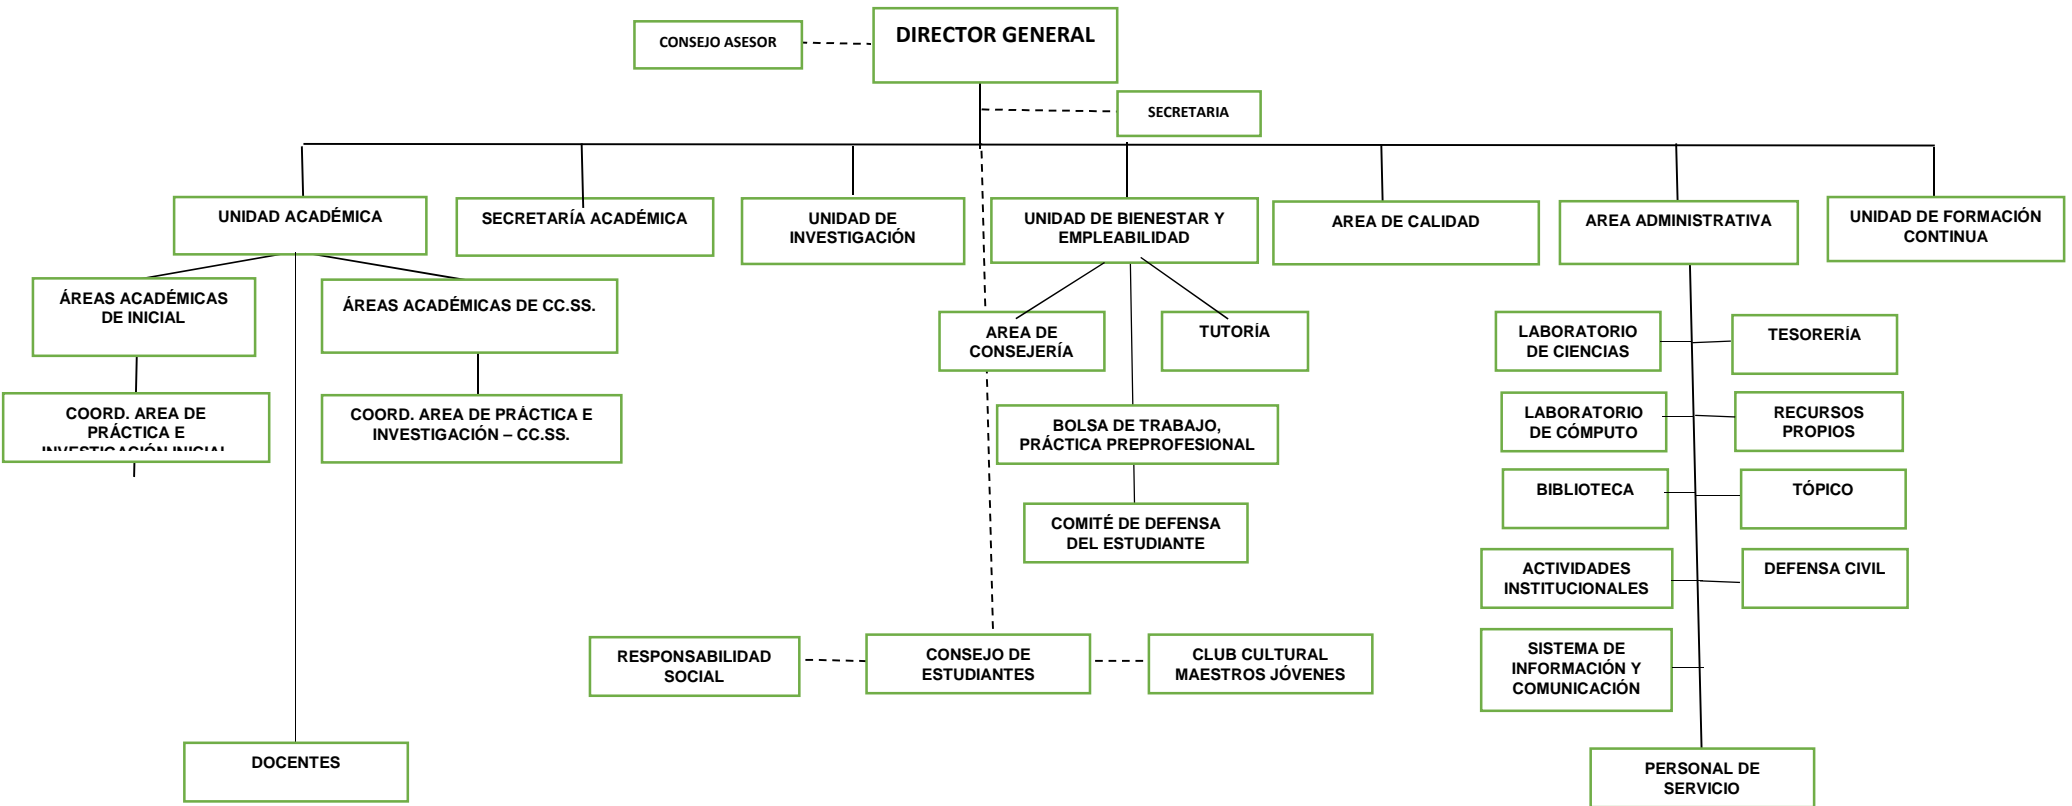 CONSEJO ASESOR
DIRECTOR GENERAL
SECRETARIA
UNIDAD ACADÉMICA
SECRETARÍA ACADÉMICA
UNIDAD DE
INVESTIGACIÓN
UNIDAD DE BIENESTAR Y
EMPLEABILIDAD
AREA DE CALIDAD
AREA ADMINISTRATIVA
UNIDAD DE FORMACIÓN
CONTINUA
ÁREAS ACADÉMICAS
DE INICIAL
ÁREAS ACADÉMICAS DE CC.SS.
COORD. AREA DE
PRÁCTICA E
INVESTIGACIÓN INICIAL
COORD. AREA DE PRÁCTICA E
INVESTIGACIÓN – CC.SS.
DOCENTES
AREA DE
CONSEJERÍA
TUTORÍA
BOLSA DE TRABAJO,
PRÁCTICA PREPROFESIONAL
COMITÉ DE DEFENSA
DEL ESTUDIANTE
RESPONSABILIDAD
SOCIAL
CONSEJO DE
ESTUDIANTES
CLUB CULTURAL
MAESTROS JÓVENES
LABORATORIO
DE CIENCIAS
TESORERÍA
LABORATORIO
DE CÓMPUTO
RECURSOS
PROPIOS
BIBLIOTECA
TÓPICO
ACTIVIDADES
INSTITUCIONALES
DEFENSA CIVIL
SISTEMA DE
INFORMACIÓN Y
COMUNICACIÓN
PERSONAL DE
SERVICIO